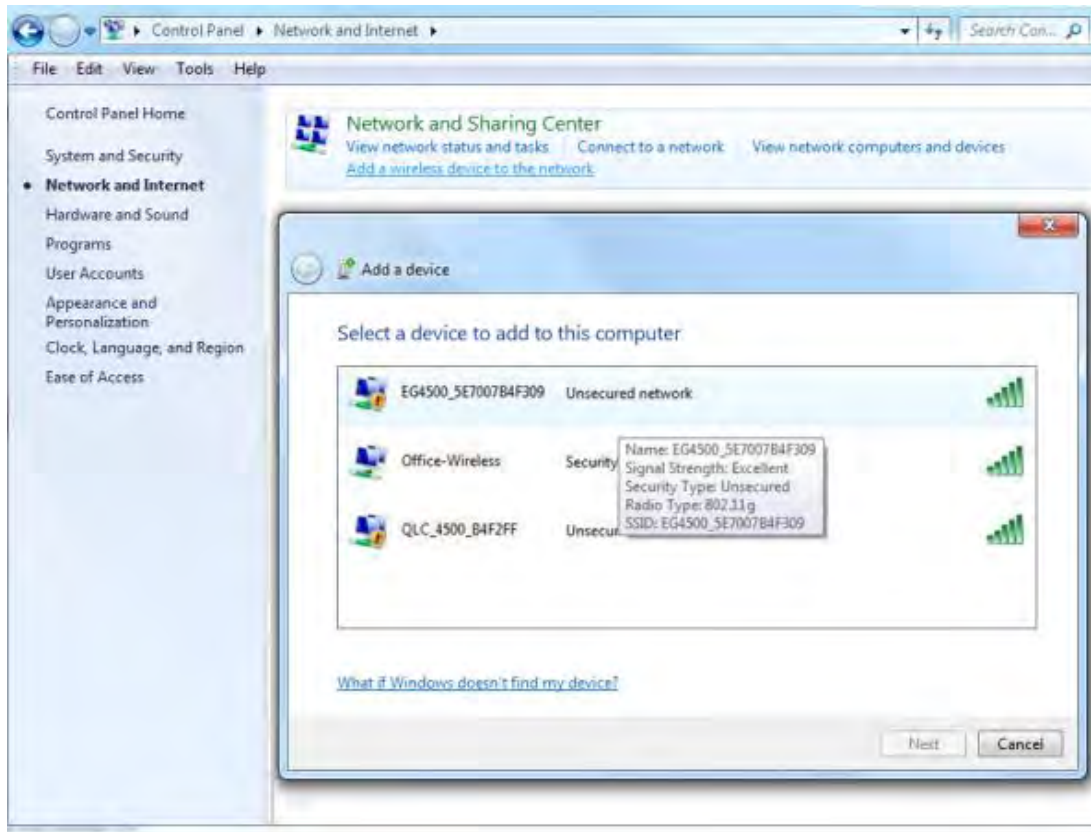 Control Panel Network and Internet Search Con...
File Edit View Tools Help
Control Panel Home
System and Security
Network and Internet
Hardware and Sound
Programs
User Accounts
Appearance and
Personalization
Clock, Language, and Region
Ease of Access
Network and Sharing Center
View network status and tasks Connect to a network View network computers and devices
Add a wireless device to the network
Add a device
Select a device to add to this computer
EG4500_5E7007B4F309 Unsecured network
Office-Wireless Security
QLC_4500_B4F2FF
Name: EG4500_5E7007B4F309
Signal Strength: Excellent
Security Type: Unsecured
Radio Type: 802.11g
SSID: EG4500_5E7007B4F309
What if Windows doesn't find my device?
Next Cancel